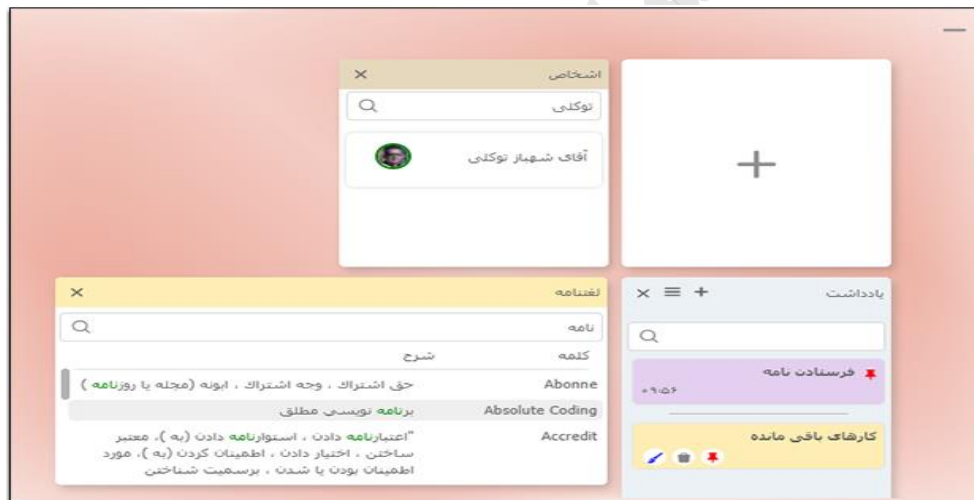 اشخاص
توکلی
آقای شهباز توکلی
یادداشت
فرستادن نامه
۰۹:۵۶
کارهای باقی مانده
لغتنامه
نامه
کلمه شرح
Abonne حق اشتراك ، وجه اشتراك ، ابونه (مجله یا روزنامه )
Absolute Coding برنامه نویسی مطلق
Accredit "اعتبارنامه دادن ، استوارنامه دادن (به )، معتبر
ساختن ، اختیار دادن ، اطمینان کردن (به )، مورد
اطمینان بودن یا شدن ، برسمیت شناختن